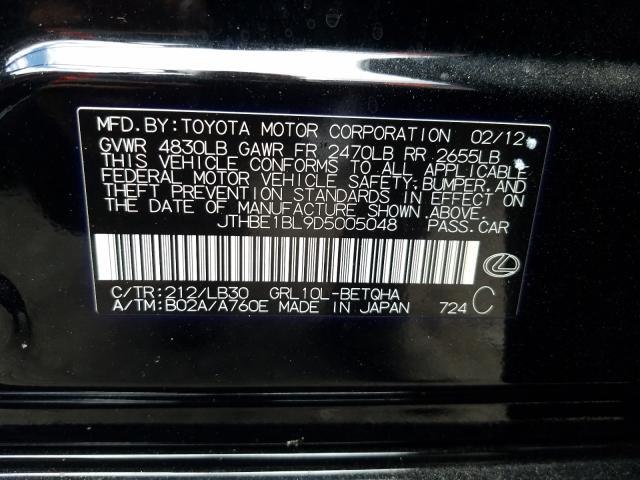 MFD. BY: TOYOTA MOTOR CORPORATION 02/12
GVWR 4830LB GAWR FR 2470LB RR 2655LB
THIS VEHICLE CONFORMS TO ALL APPLICABLE
FEDERAL MOTOR VEHICLE SAFETY, BUMPER, AND
THEFT PREVENTION STANDARDS IN EFFECT ON
THE DATE OF MANUFACTURE SHOWN ABOVE.
JTHBE1BL9D5005048 PASS. CAR
C/TR: 212/LB30 GRL10L-BETQHA
A/TM: B02A/A760E MADE IN JAPAN 724 C